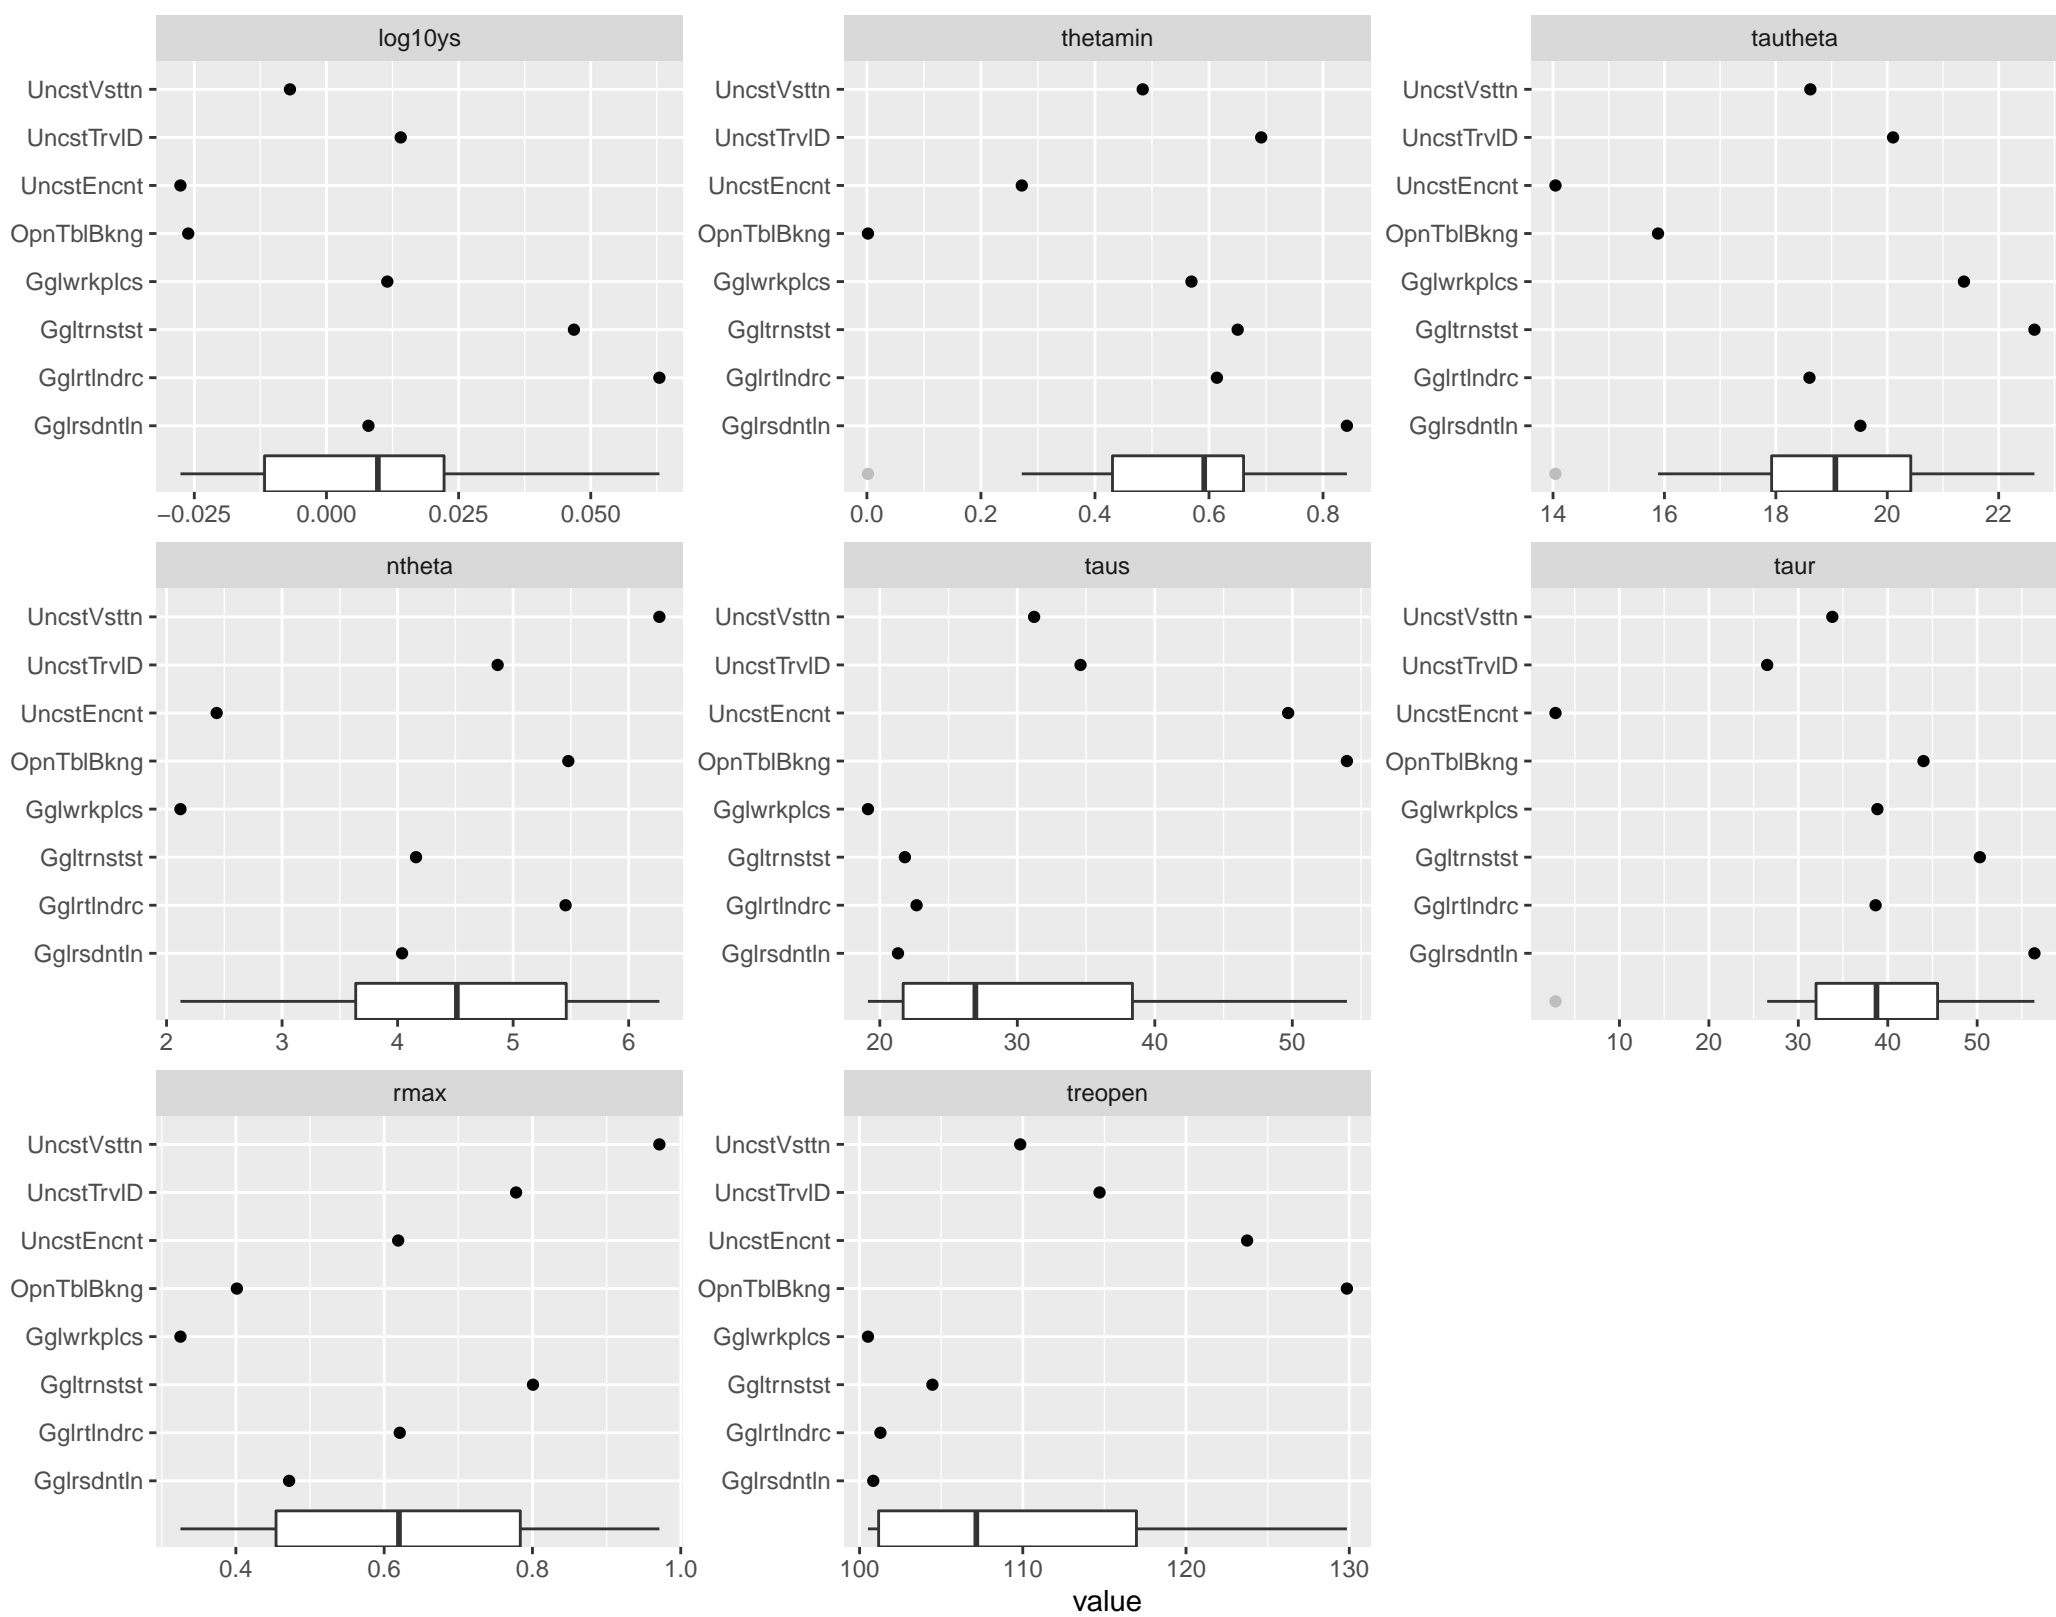 log10ys
thetamin
tautheta
UncstVsttn
UncstTrvlD
UncstEncnt
OpnTblBkng
Gglwrkplcs
Ggltrnstst
Gglrtlndrc
Gglrsdntln
−0.025 0.000 0.025 0.050
UncstVsttn
UncstTrvlD
UncstEncnt
OpnTblBkng
Gglwrkplcs
Ggltrnstst
Gglrtlndrc
Gglrsdntln
0.0 0.2 0.4 0.6 0.8
UncstVsttn
UncstTrvlD
UncstEncnt
OpnTblBkng
Gglwrkplcs
Ggltrnstst
Gglrtlndrc
Gglrsdntln
14 16 18 20 22
ntheta
taus
taur
UncstVsttn
UncstTrvlD
UncstEncnt
OpnTblBkng
Gglwrkplcs
Ggltrnstst
Gglrtlndrc
Gglrsdntln
2 3 4 5 6
UncstVsttn
UncstTrvlD
UncstEncnt
OpnTblBkng
Gglwrkplcs
Ggltrnstst
Gglrtlndrc
Gglrsdntln
20 30 40 50
UncstVsttn
UncstTrvlD
UncstEncnt
OpnTblBkng
Gglwrkplcs
Ggltrnstst
Gglrtlndrc
Gglrsdntln
10 20 30 40 50
rmax
treopen
UncstVsttn
UncstTrvlD
UncstEncnt
OpnTblBkng
Gglwrkplcs
Ggltrnstst
Gglrtlndrc
Gglrsdntln
0.4 0.6 0.8 1.0
UncstVsttn
UncstTrvlD
UncstEncnt
OpnTblBkng
Gglwrkplcs
Ggltrnstst
Gglrtlndrc
Gglrsdntln
100 110 120 130
value